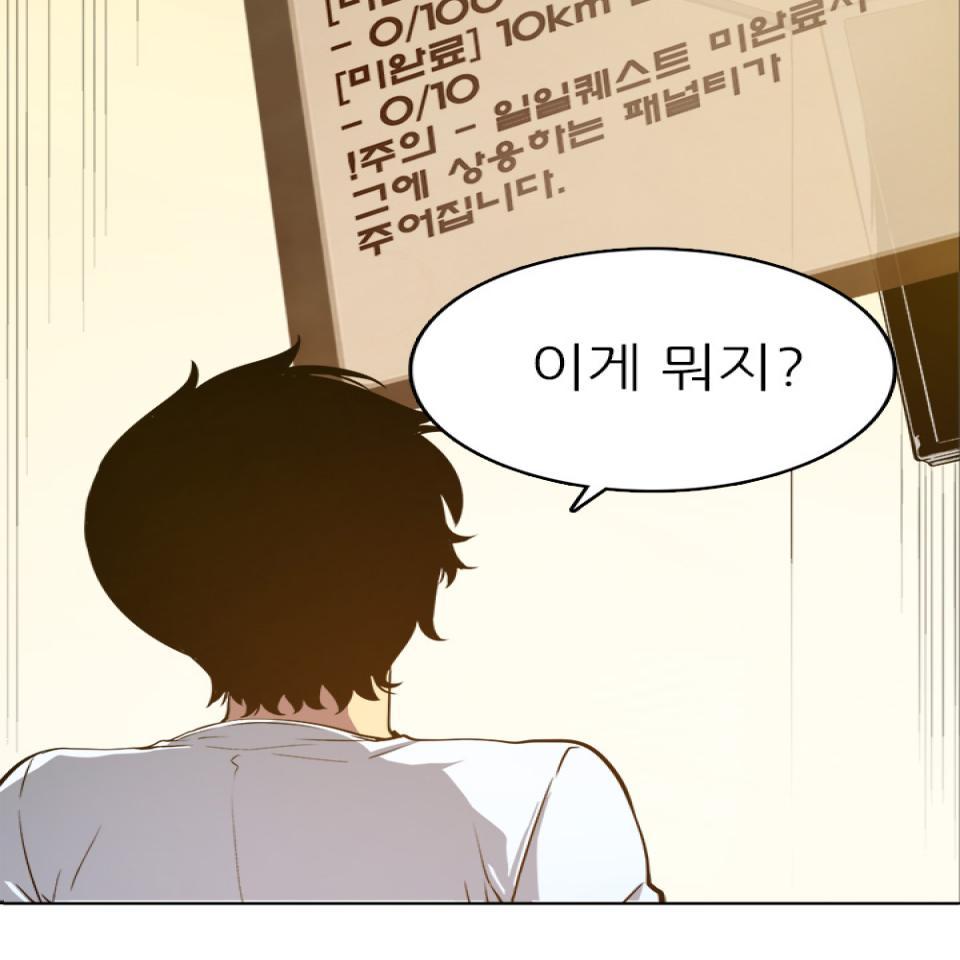 - 0/100
[미완료] 10km
- 0/10
!주의 - 일일퀘스트 미완료시
그에 상응하는 패널티가
주어집니다.
이게 뭐지?